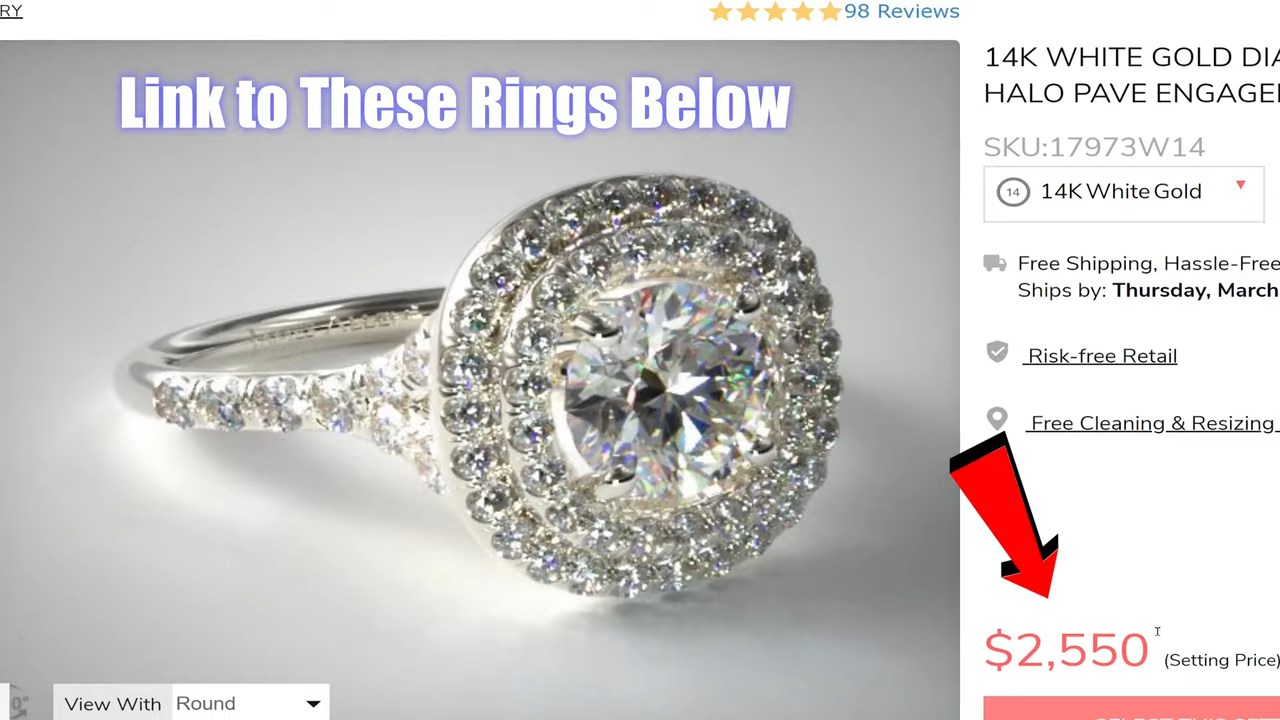 RY
98 Reviews
Link to These Rings Below
14K WHITE GOLD
HALO PAVE
SKU:17973W14
14 14K White Gold
Free Shipping, Hassle-Free
Ships by: Thursday, March
Risk-free Retail
Free Cleaning & Resizing
$2,550 (Setting Price)
View With Round